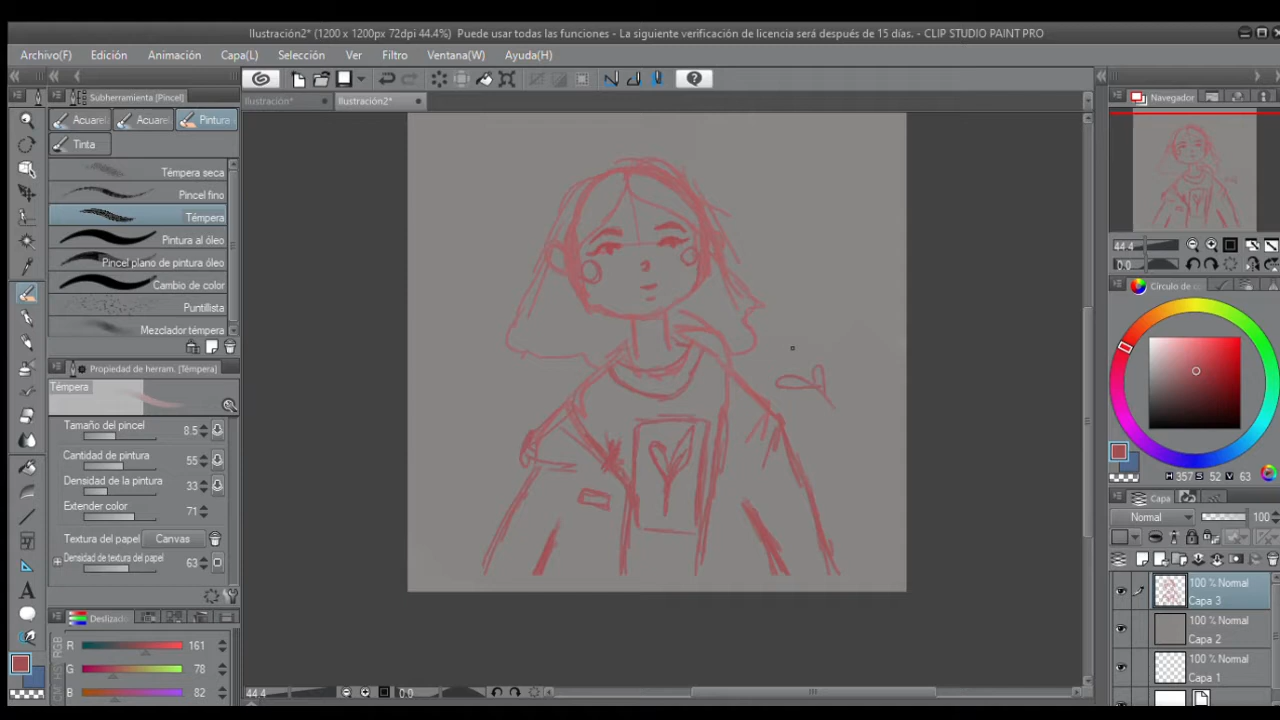 Ilustración2* (1200 x 1200px 72dpi 44.4%) Puede usar todas las funciones - La siguiente verificación de licencia será después de 15 días. - CLIP STUDIO PAINT PRO
Archivo(F) Edición Animación Capa(L) Selección Ver Filtro Ventana(W) Ayuda(H)
Subherramienta [Pincel]
Ilustración* Ilustración2*
Navegador
Acuare Acuare Pintura
Tinta
Témpera seca
Pincel fino
Témpera
Pintura al óleo
Pincel plano de pintura óleo
Cambio de color
Puntillista
Mezclador témpera
44.4
0.0
Círculo de co
Propiedad de herram. [Témpera]
Témpera
Tamaño del pincel 8.5
Cantidad de pintura 55
Densidad de la pintura 33
Extender color 71
Textura del papel Canvas
Densidad de textura del papel 63
H 357 S 52 V 63
Capa
Normal 100
100 % Normal
Capa 3
100 % Normal
Capa 2
100 % Normal
Capa 1
Deslizado
RGB
R 161
G 78
B 82
44.4 0.0